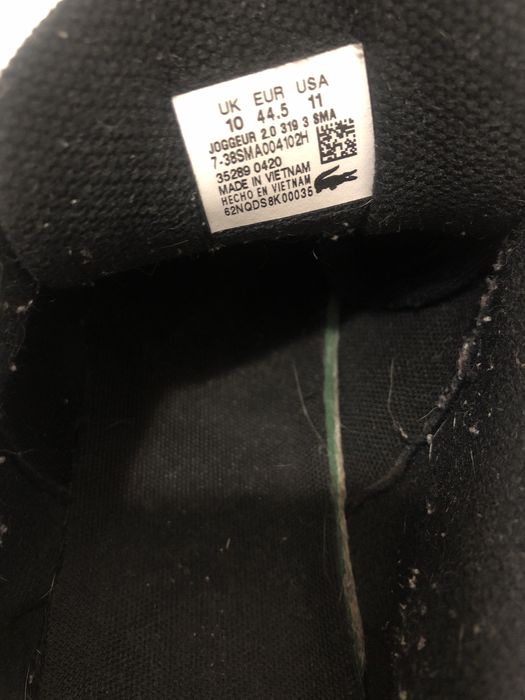 UK EUR USA
10 44.5 11
JOGGEUR 2.0 319 3 SMA
7-38SMA004102H
35289 0420
MADE IN VIETNAM
HECHO EN VIETNAM
62NQDS8K00035